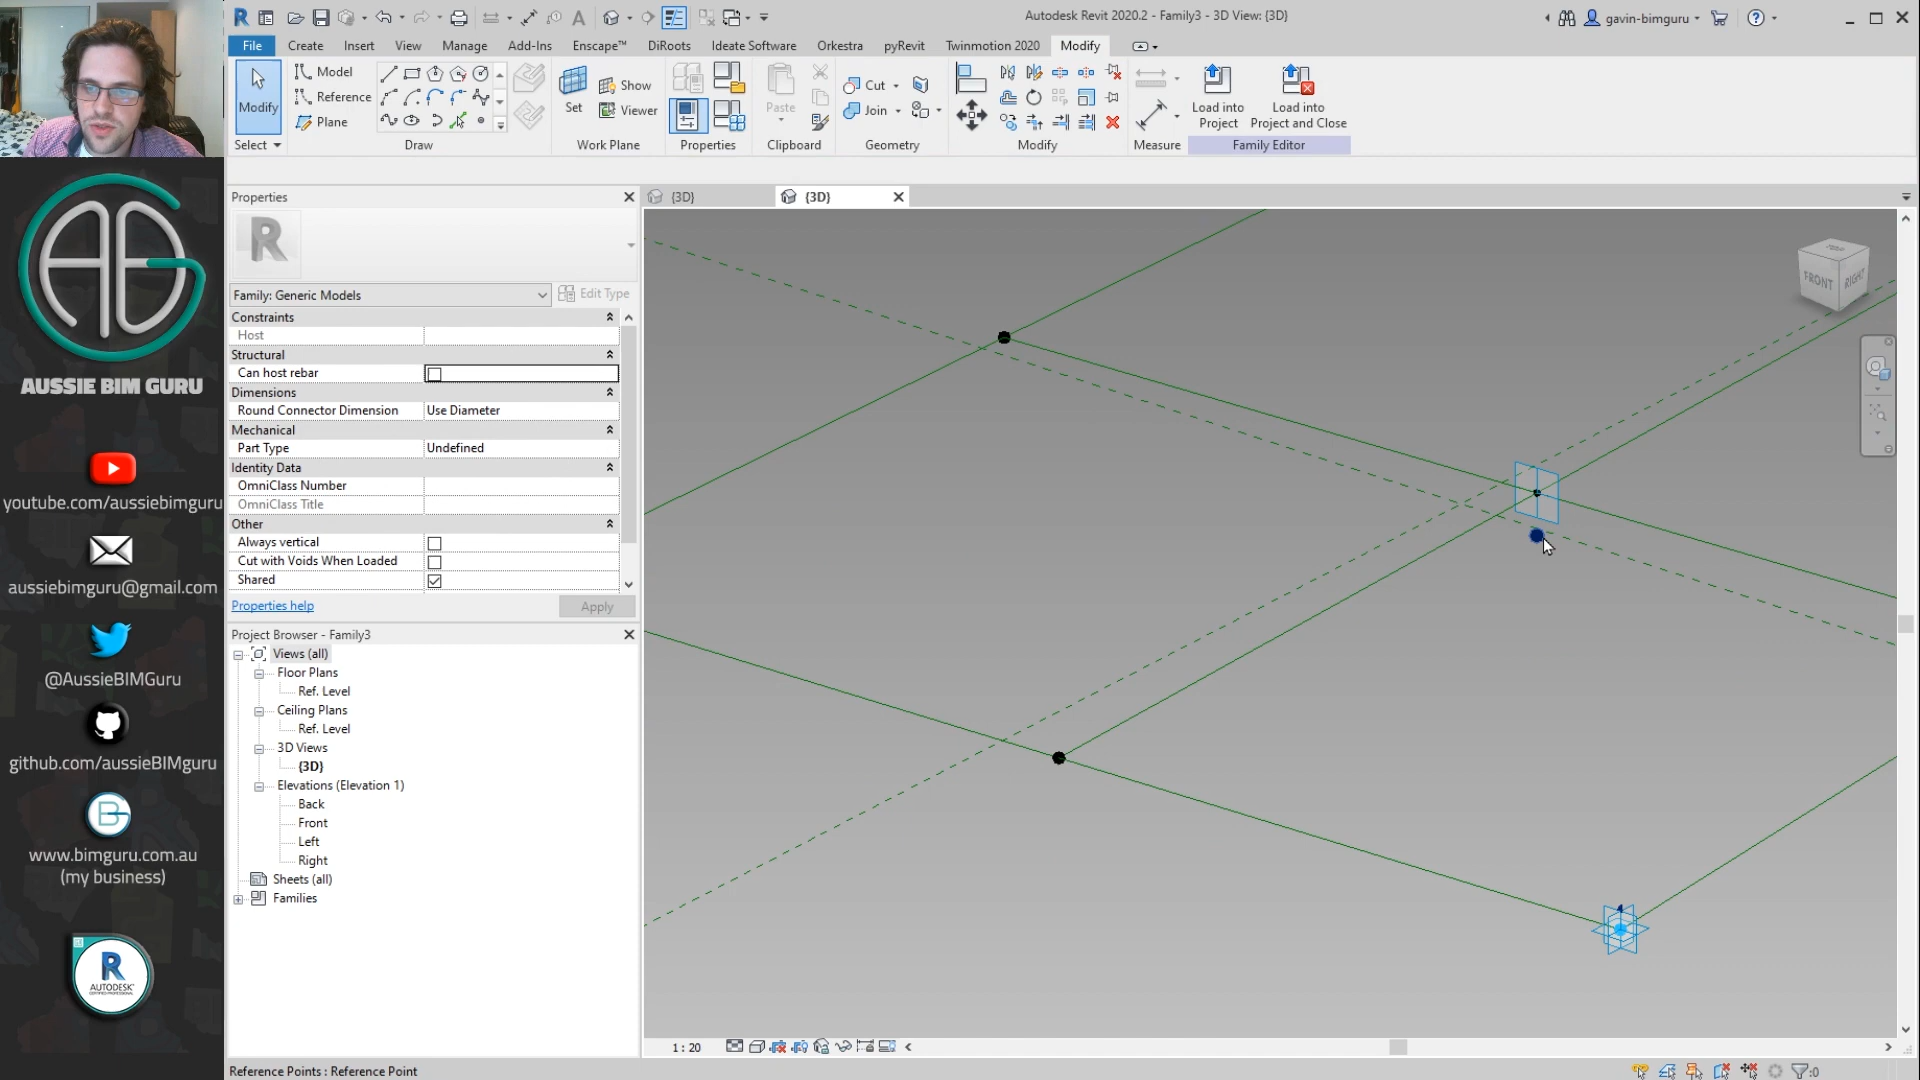 Autodesk Revit 2020.2 - Family3 - 3D View: {3D}
gavin-bimguru
File
Create
Insert
View
Manage
Add-Ins
Enscape™
DiRoots
Ideate Software
Orkestra
pyRevit
Twinmotion 2020
Modify
Modify
Model
Reference
Plane
Set
Show
Viewer
Paste
Cut
Join
Load into
Project
Load into
Project and Close
Select
Draw
Work Plane
Properties
Clipboard
Geometry
Modify
Measure
Family Editor
Properties
{3D}
{3D}
Family: Generic Models
Edit Type
Constraints
Host
Structural
Can host rebar
Dimensions
Round Connector Dimension
Use Diameter
Mechanical
Part Type
Undefined
Identity Data
OmniClass Number
OmniClass Title
Other
Always vertical
Cut with Voids When Loaded
Shared
Properties help
Apply
Project Browser - Family3
Views (all)
Floor Plans
Ref. Level
Ceiling Plans
Ref. Level
3D Views
{3D}
Elevations (Elevation 1)
Back
Front
Left
Right
Sheets (all)
Families
TOP
FRONT
RIGHT
1 : 20
Reference Points : Reference Point
:0
AUSSIE BIM GURU
youtube.com/aussiebimguru
aussiebimguru@gmail.com
@AussieBIMGuru
github.com/aussieBIMguru
www.bimguru.com.au
(my business)
R
AUTODESK